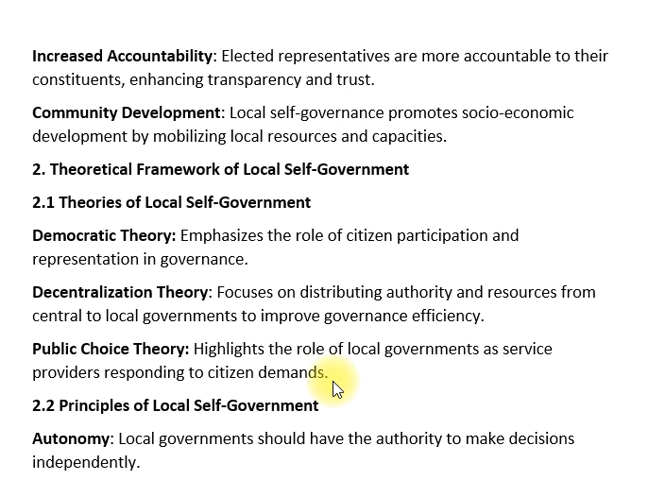 Increased Accountability: Elected representatives are more accountable to their
constituents, enhancing transparency and trust.
Community Development: Local self-governance promotes socio-economic
development by mobilizing local resources and capacities.
2. Theoretical Framework of Local Self-Government
2.1 Theories of Local Self-Government
Democratic Theory: Emphasizes the role of citizen participation and
representation in governance.
Decentralization Theory: Focuses on distributing authority and resources from
central to local governments to improve governance efficiency.
Public Choice Theory: Highlights the role of local governments as service
providers responding to citizen demands.
2.2 Principles of Local Self-Government
Autonomy: Local governments should have the authority to make decisions
independently.